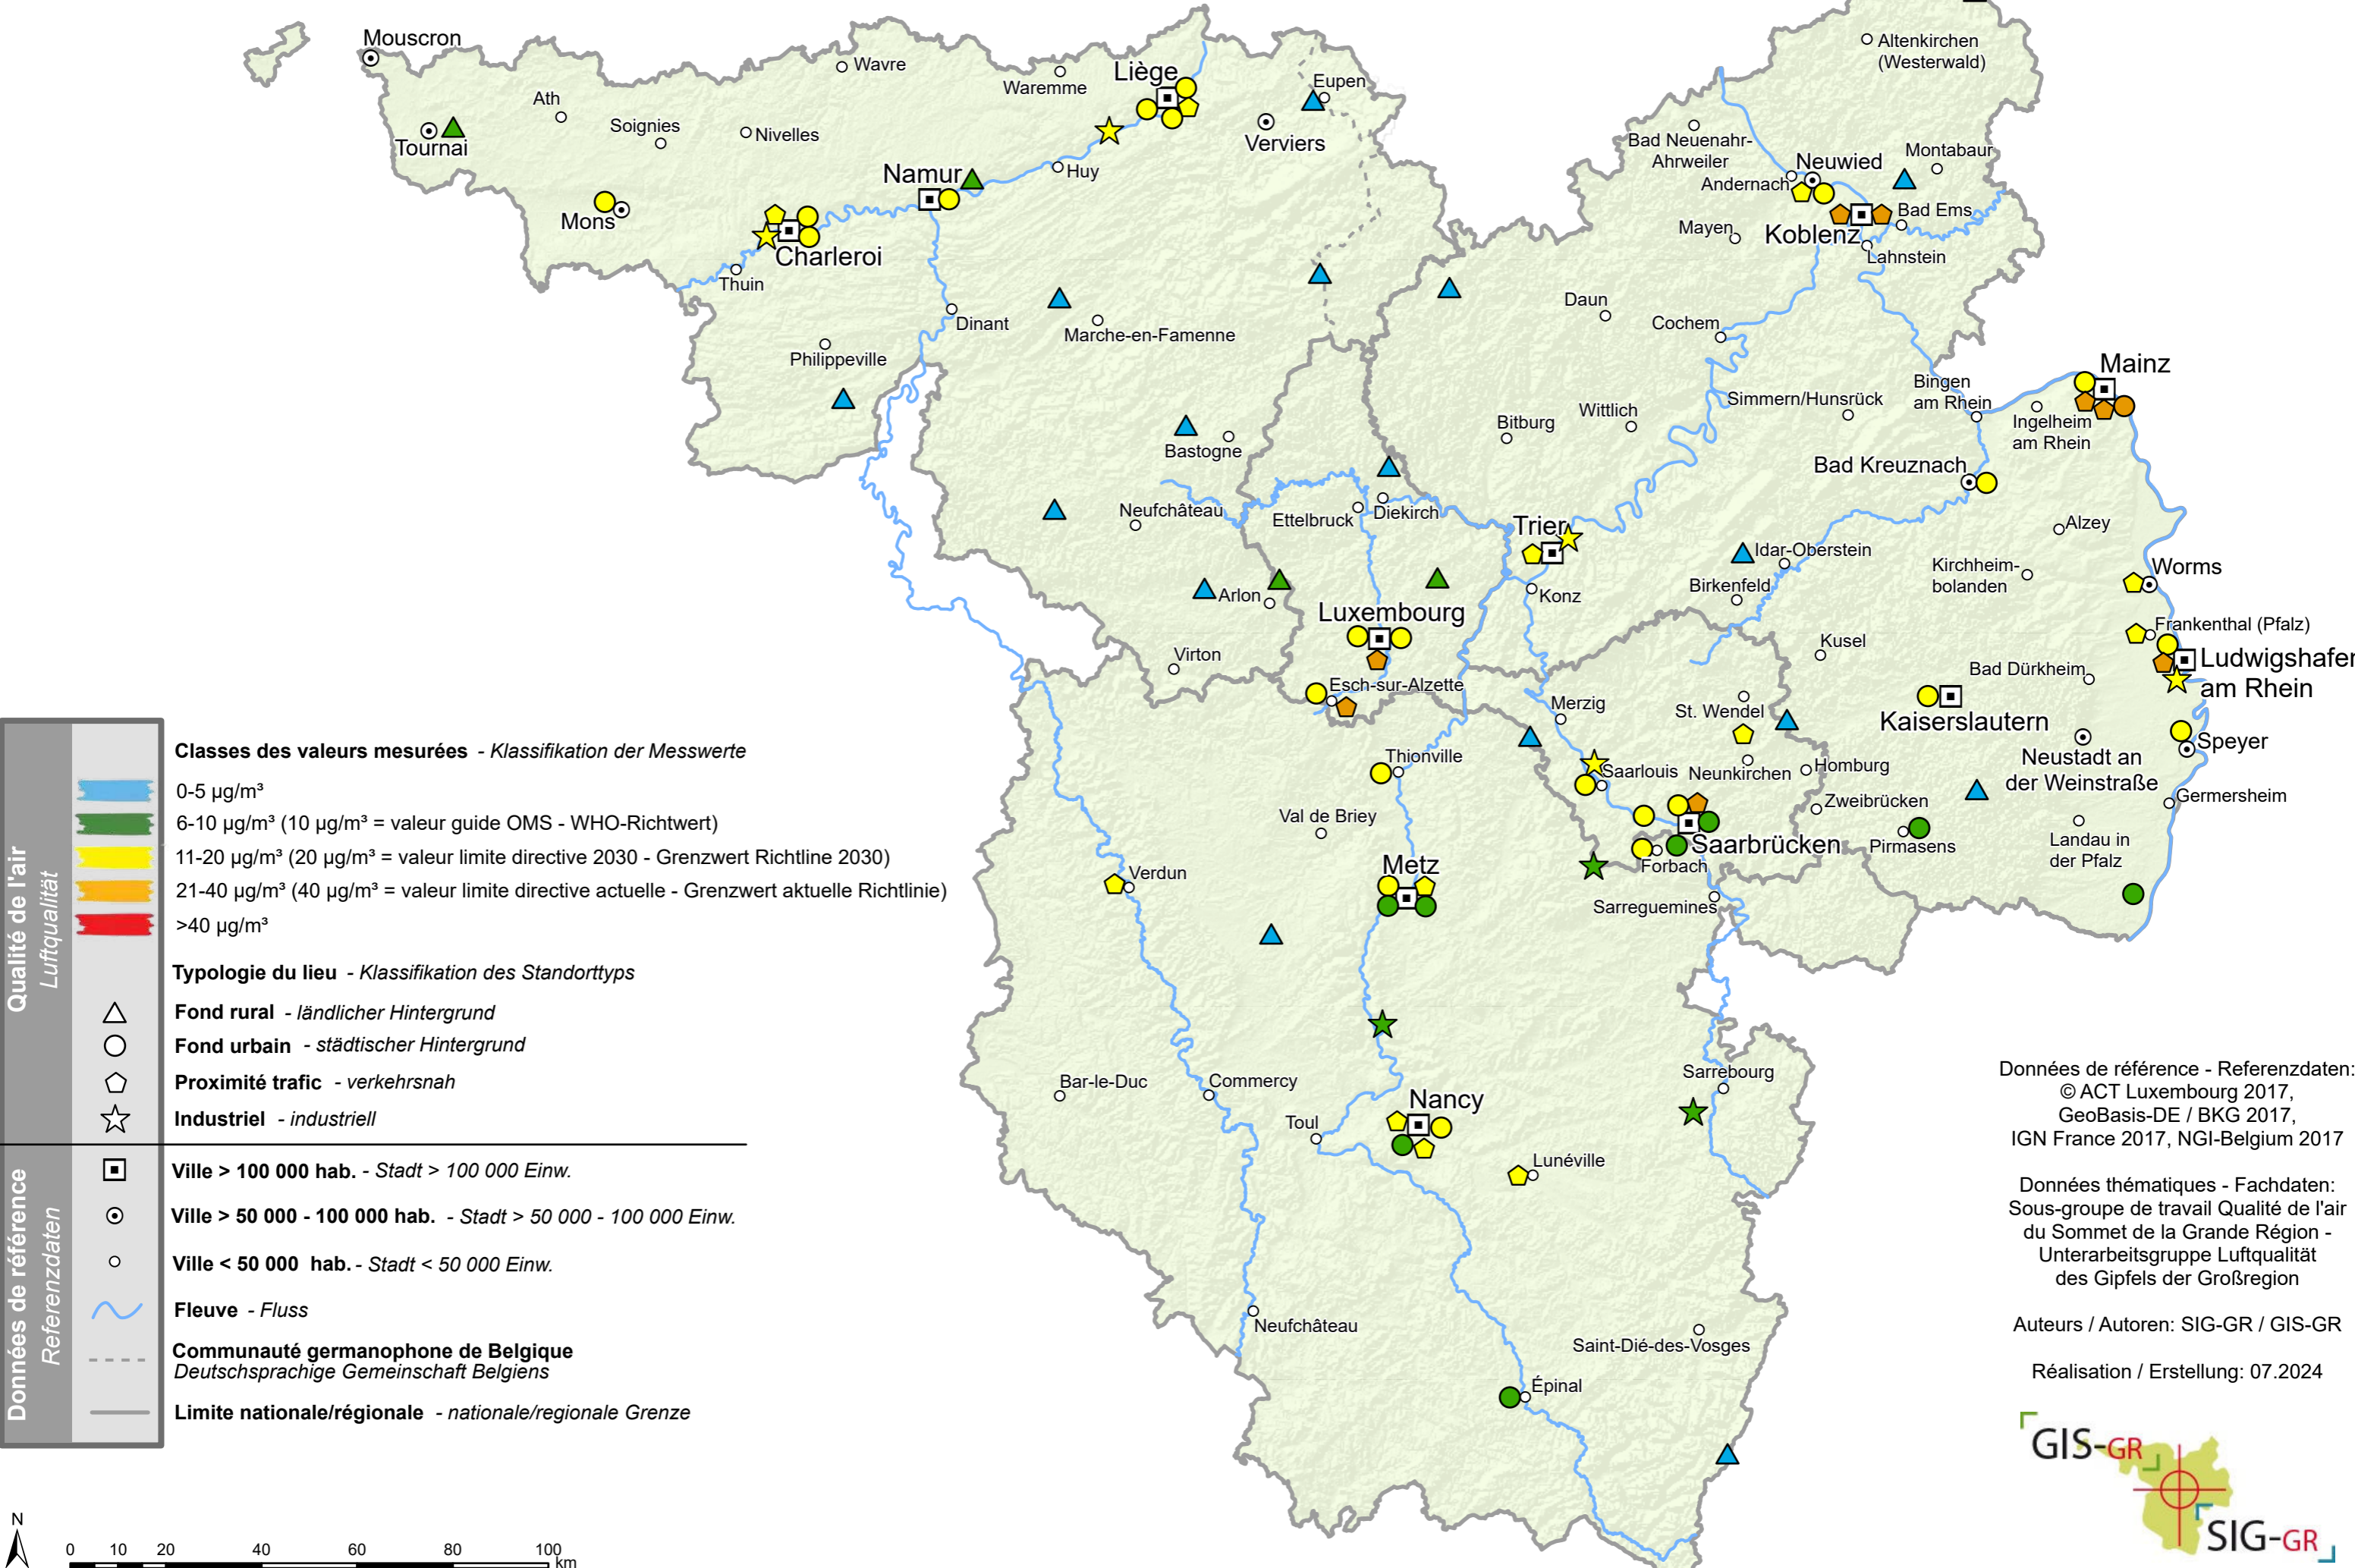 Mouscron
Wavre
Waremme
Liège
Eupen
Altenkirchen
(Westerwald)
Ath
Soignies
Nivelles
Tournai
Verviers
Bad Neuenahr-
Ahrweiler
Neuwied
Montabaur
Andernach
Namur
Huy
Mons
Bad Ems
Mayen
Koblenz
Lahnstein
Charleroi
Thuin
Dinant
Marche-en-Famenne
Daun
Cochem
Philippeville
Mainz
Bingen
am Rhein
Simmern/Hunsrück
Wittlich
Bitburg
Ingelheim
am Rhein
Bastogne
Bad Kreuznach
Neufchâteau
Ettelbruck
Diekirch
Trier
Alzey
Idar-Oberstein
Kirchheim-
bolanden
Worms
Birkenfeld
Arlon
Konz
Luxembourg
Frankenthal (Pfalz)
Kusel
Virton
Ludwigshafen
am Rhein
Bad Dürkheim
Esch-sur-Alzette
Merzig
St. Wendel
Kaiserslautern
Speyer
Neustadt an
der Weinstraße
Thionville
Saarlouis
Neunkirchen
Homburg
Germersheim
Zweibrücken
Val de Briey
Saarbrücken
Pirmasens
Landau in
der Pfalz
Forbach
Metz
Verdun
Sarreguemines
Sarrebourg
Bar-le-Duc
Commercy
Nancy
Toul
Lunéville
Neufchâteau
Saint-Dié-des-Vosges
Épinal
Qualité de l'air
Luftqualität
Classes des valeurs mesurées - Klassifikation der Messwerte
0-5 µg/m³
6-10 µg/m³ (10 µg/m³ = valeur guide OMS - WHO-Richtwert)
11-20 µg/m³ (20 µg/m³ = valeur limite directive 2030 - Grenzwert Richtline 2030)
21-40 µg/m³ (40 µg/m³ = valeur limite directive actuelle - Grenzwert aktuelle Richtlinie)
>40 µg/m³
Typologie du lieu - Klassifikation des Standorttyps
Fond rural - ländlicher Hintergrund
Fond urbain - städtischer Hintergrund
Proximité trafic - verkehrsnah
Industriel - industriell
Données de référence
Referenzdaten
Ville > 100 000 hab. - Stadt > 100 000 Einw.
Ville > 50 000 - 100 000 hab. - Stadt > 50 000 - 100 000 Einw.
Ville < 50 000 hab. - Stadt < 50 000 Einw.
Fleuve - Fluss
Communauté germanophone de Belgique
Deutschsprachige Gemeinschaft Belgiens
Limite nationale/régionale - nationale/regionale Grenze
N
0 10 20 40 60 80 100
km
Données de référence - Referenzdaten:
© ACT Luxembourg 2017,
GeoBasis-DE / BKG 2017,
IGN France 2017, NGI-Belgium 2017
Données thématiques - Fachdaten:
Sous-groupe de travail Qualité de l'air
du Sommet de la Grande Région -
Unterarbeitsgruppe Luftqualität
des Gipfels der Großregion
Auteurs / Autoren: SIG-GR / GIS-GR
Réalisation / Erstellung: 07.2024
GIS-GR
SIG-GR